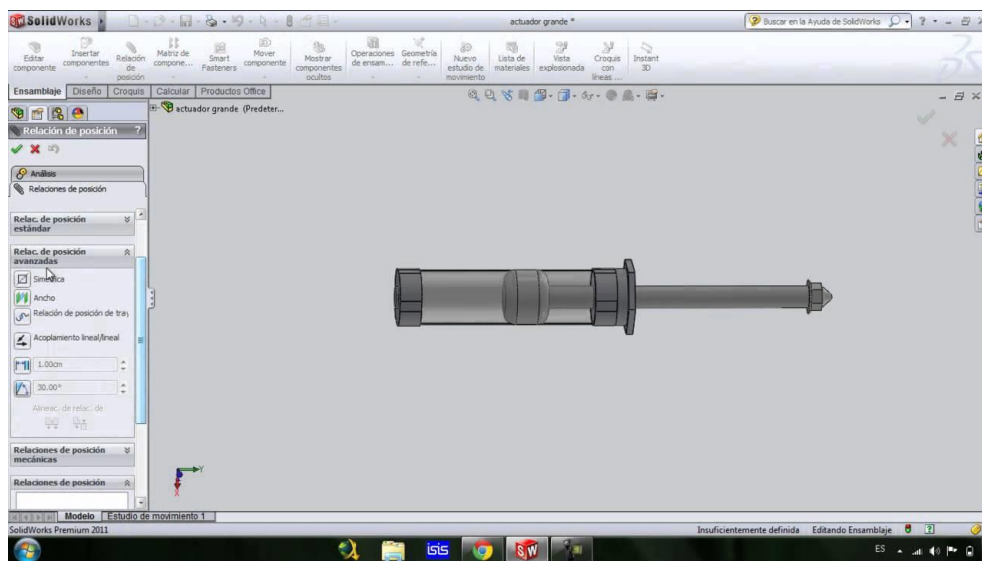 SolidWorks
actuador grande *
Buscar en la Ayuda de SolidWorks
Editar componente
Insertar componentes
Relación de posición
Matriz de compone...
Smart Fasteners
Mover componente
Mostrar componentes ocultos
Operaciones de ensam...
Geometría de refe...
Nuevo estudio de movimiento
Lista de materiales
Vista explosionada
Croquis con líneas ...
Instant 3D
Ensamblaje Diseño Croquis Calcular Productos Office
actuador grande (Predeter...
Relación de posición ?
Análisis
Relaciones de posición
Relac. de posición
estándar
Relac. de posición
avanzadas
Simétrica
Ancho
Relación de posición de tray
Acoplamiento lineal/lineal
1.00cm
30.00°
Alineac. de relac. de
Relaciones de posición
mecánicas
Relaciones de posición
Y
X
Modelo Estudio de movimiento 1
SolidWorks Premium 2011
Insuficientemente definida Editando Ensamblaje
isis
SW
ES